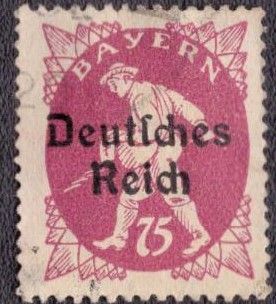 BAYERN
Deutſches
Reich
75